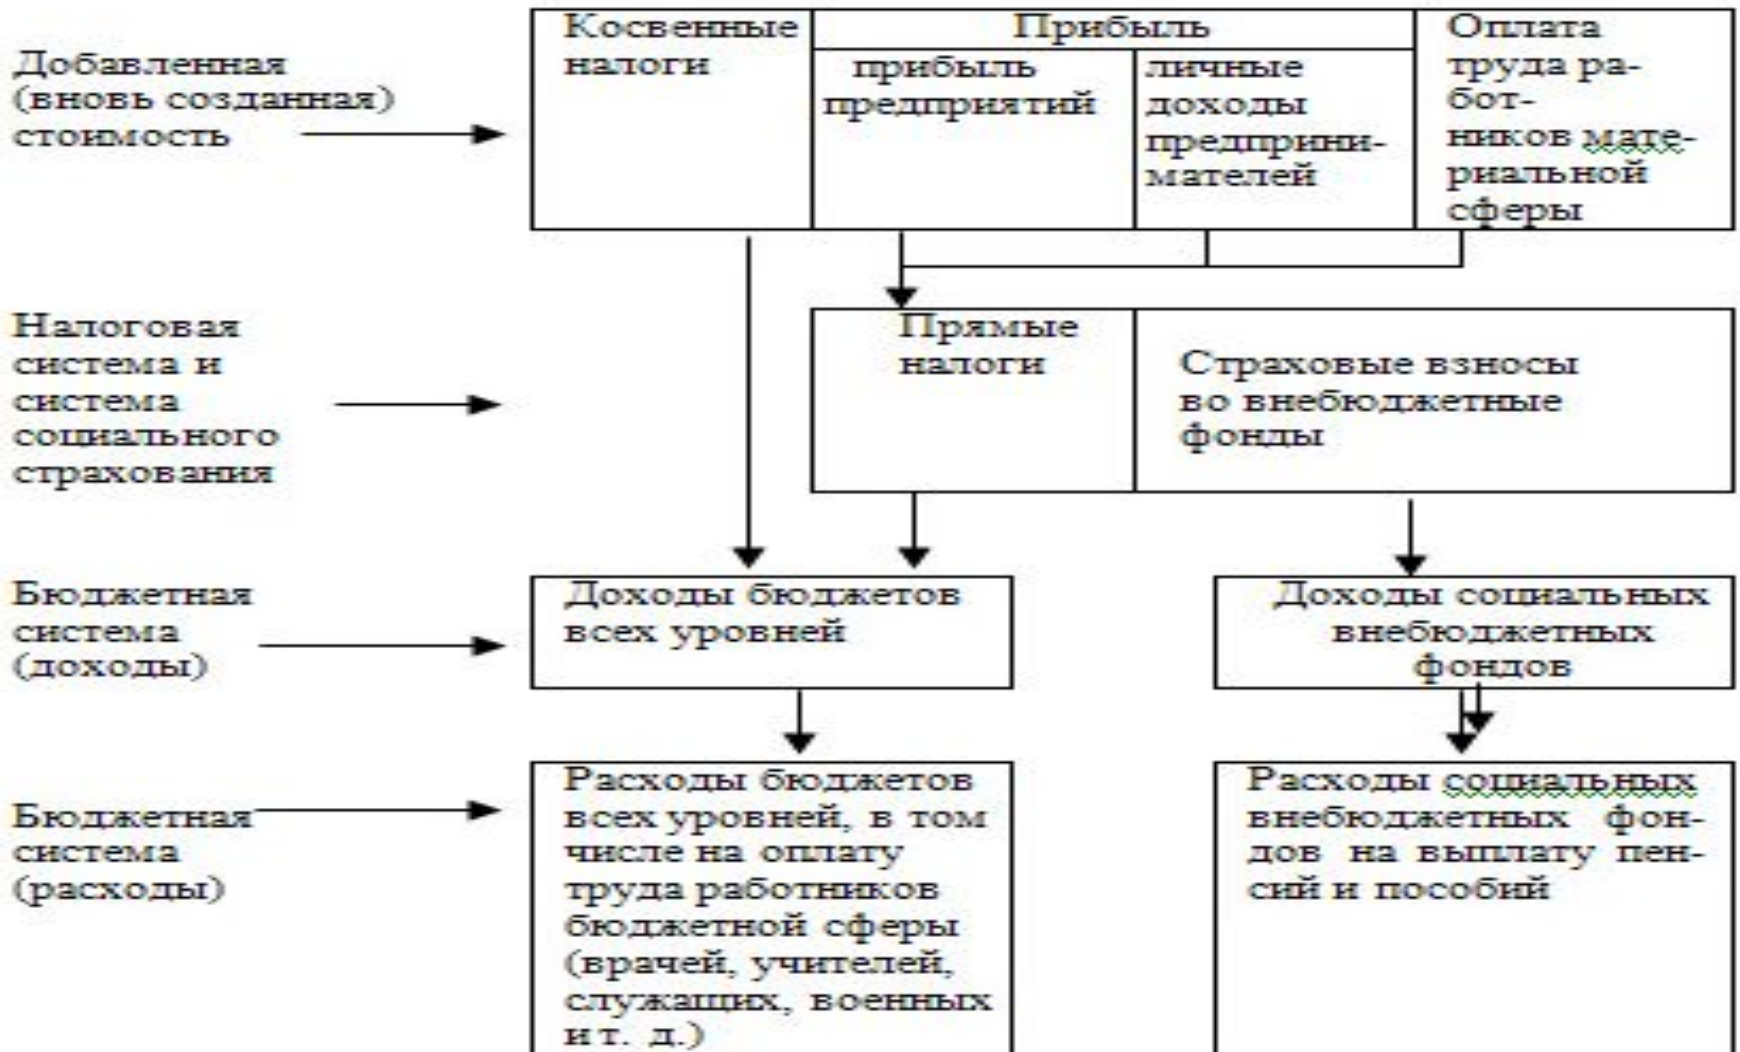 Добавленная
(вновь созданная)
стоимость
Косвенные
налоги
Прибыль
прибыль
предприятий
личные
доходы
предприни-
мателей
Оплата
труда ра-
бот-
ников мате-
риальной
сферы
Налоговая
система и
система
социального
страхования
Прямые
налоги
Страховые взносы
во внебюджетные
фонды
Бюджетная
система
(доходы)
Доходы бюджетов
всех уровней
Доходы социальных
внебюджетных
фондов
Бюджетная
система
(расходы)
Расходы бюджетов
всех уровней, в том
числе на оплату
труда работников
бюджетной сферы
(врачей, учителей,
служащих, военных
и т. д.)
Расходы социальных
внебюджетных фон-
дов на выплату пен-
сий и пособий